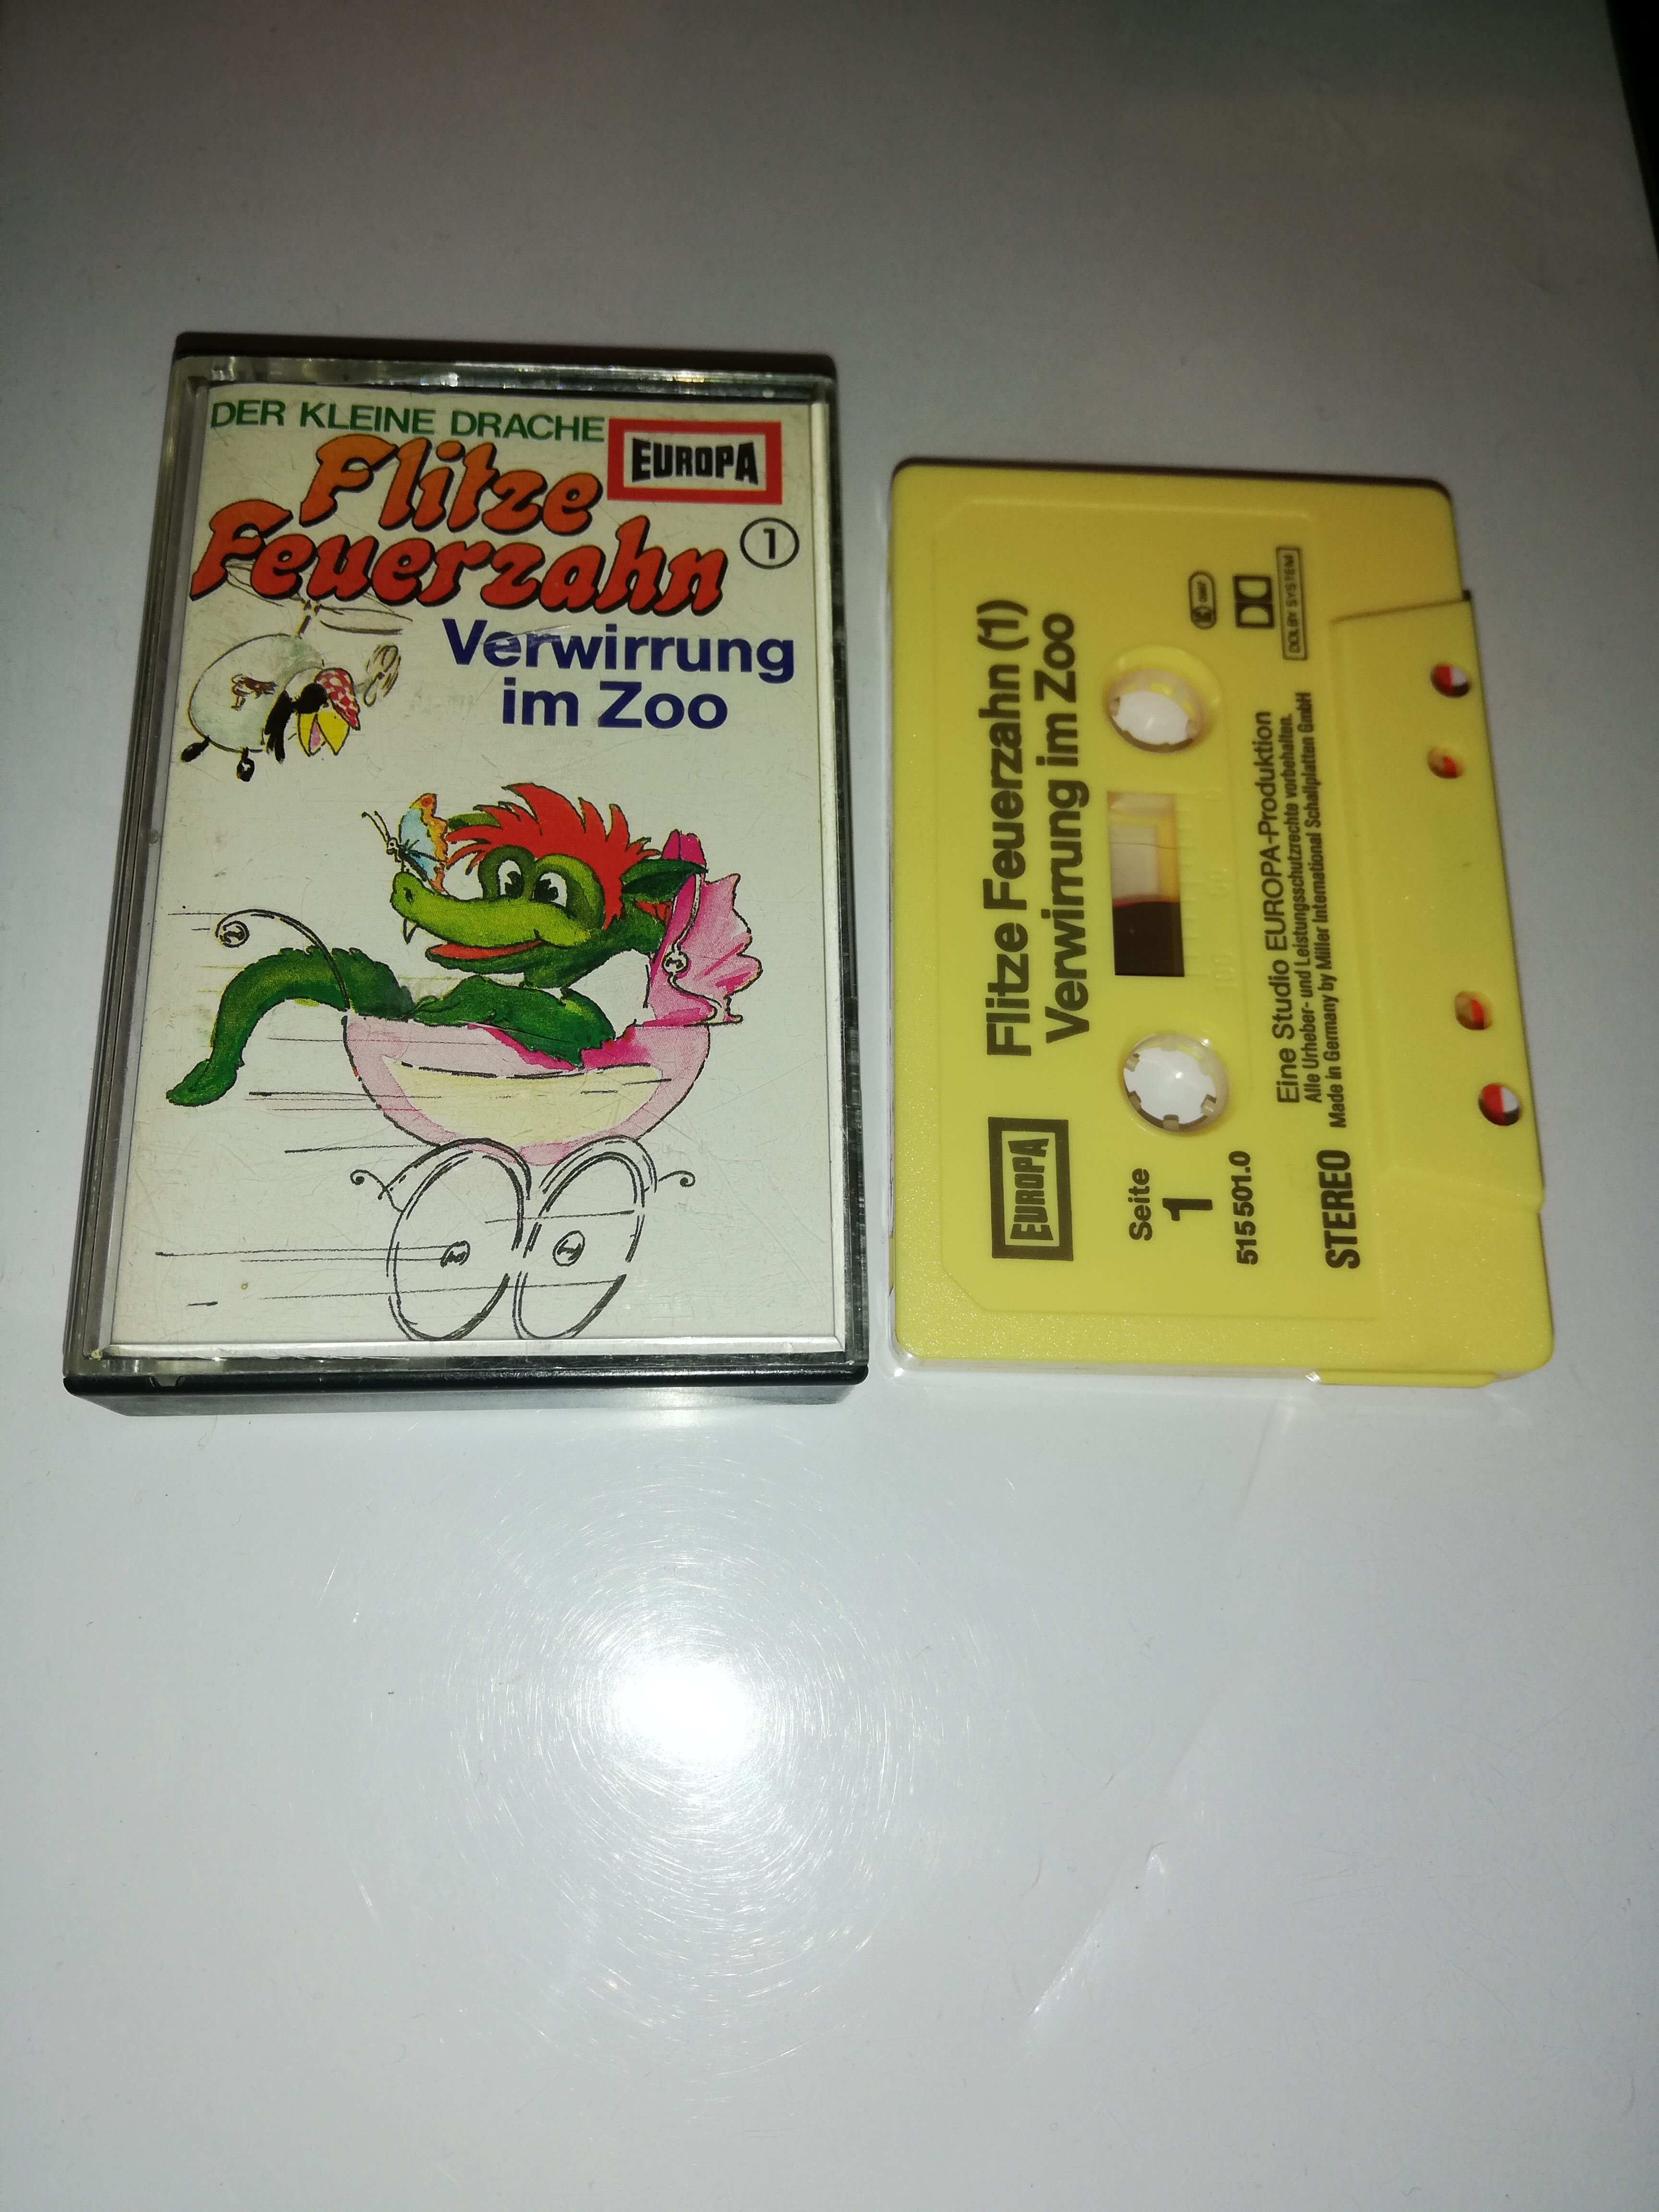 DER KLEINE DRACHE
EUROPA
Flitze
Feuerzahn
1
Verwirrung
im Zoo
EUROPA
Flitze Feuerzahn (1)
Verwirrung im Zoo
Seite
1
515 501.0
STEREO
DOLBY SYSTEM
Eine Studio EUROPA-Produktion
Alle Urheber- und Leistungsschutzrechte vorbehalten.
Made in Germany by Miller International Schallplatten GmbH
100